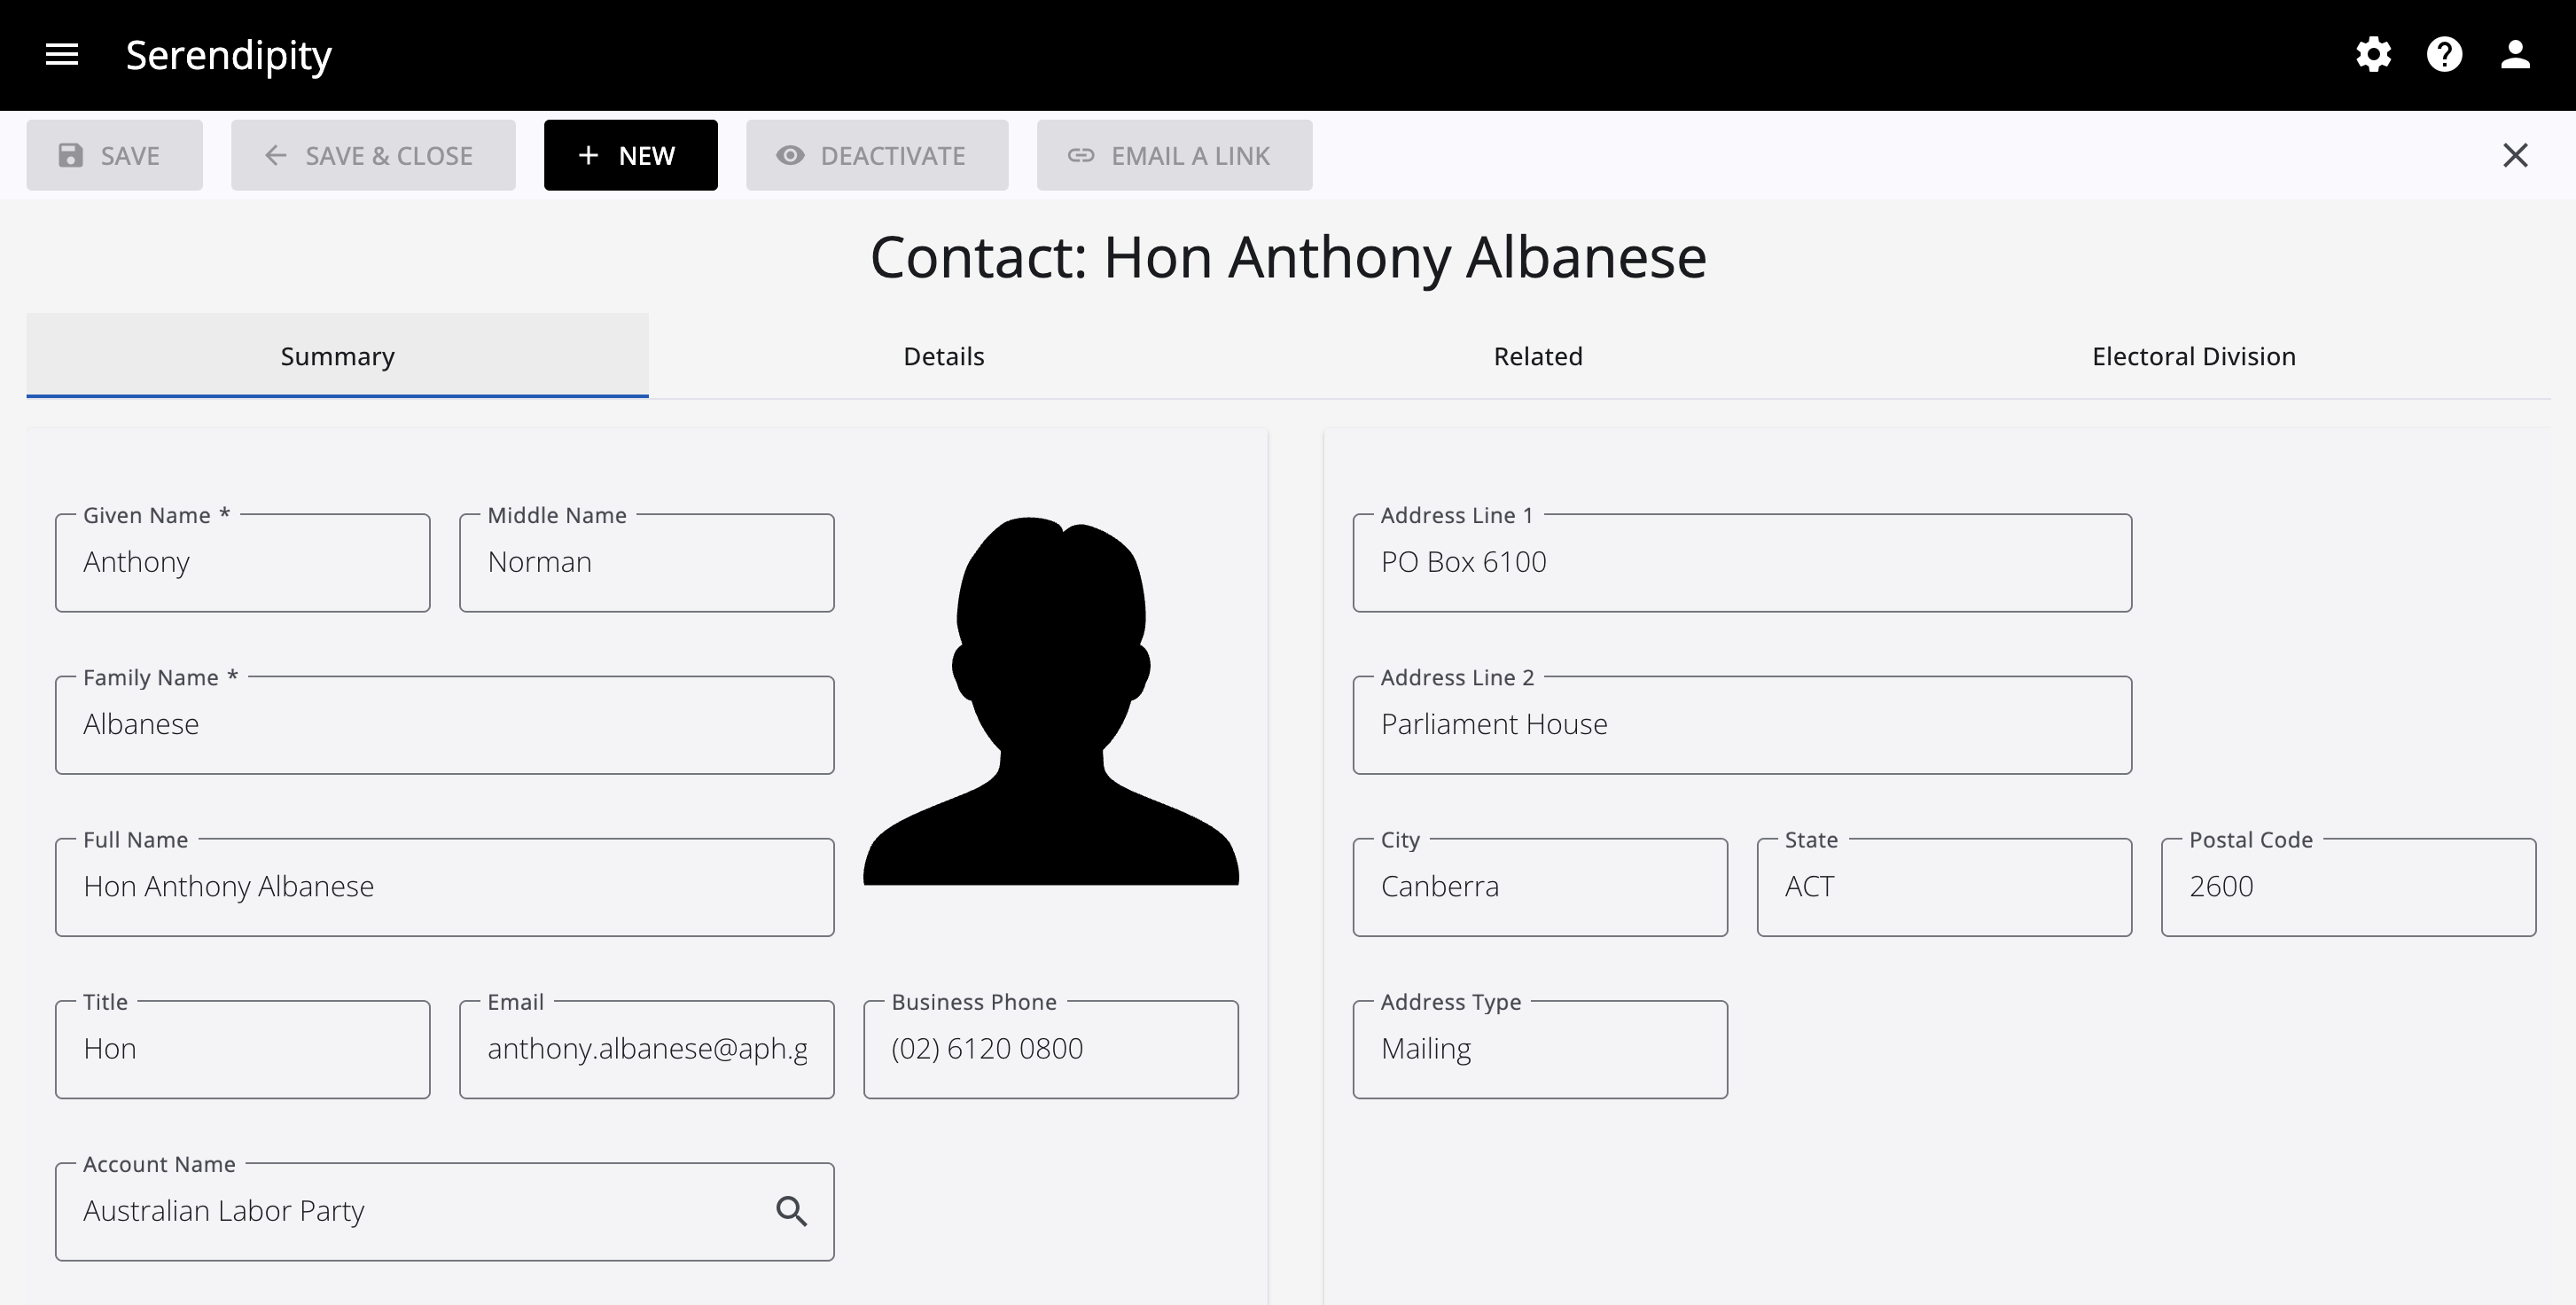 Serendipity
SAVE
SAVE & CLOSE
NEW
DEACTIVATE
EMAIL A LINK
Contact: Hon Anthony Albanese
Summary
Details
Related
Electoral Division
Given Name *
Anthony
Middle Name
Norman
Family Name *
Albanese
Full Name
Hon Anthony Albanese
Title
Hon
Email
anthony.albanese@aph.g
Business Phone
(02) 6120 0800
Account Name
Australian Labor Party
Address Line 1
PO Box 6100
Address Line 2
Parliament House
City
Canberra
State
ACT
Postal Code
2600
Address Type
Mailing